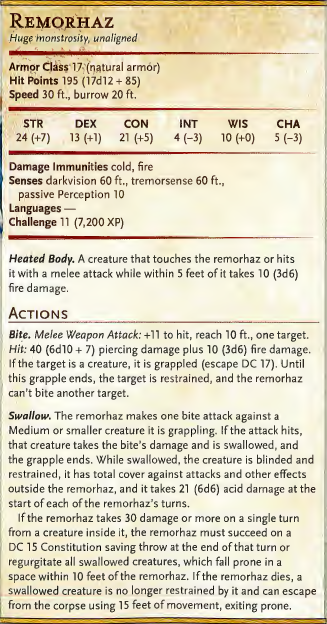 REMORHAZ
Huge monstrosity, unaligned
Armor Class 17 (natural armor)
Hit Points 195 (17d12 + 85)
Speed 30 ft., burrow 20 ft.
STR DEX CON INT WIS CHA
24 (+7) 13 (+1) 21 (+5) 4 (−3) 10 (+0) 5 (−3)
Damage Immunities cold, fire
Senses darkvision 60 ft., tremorsense 60 ft.,
passive Perception 10
Languages —
Challenge 11 (7,200 XP)
Heated Body. A creature that touches the remorhaz or hits
it with a melee attack while within 5 feet of it takes 10 (3d6)
fire damage.
ACTIONS
Bite. Melee Weapon Attack: +11 to hit, reach 10 ft., one target.
Hit: 40 (6d10 + 7) piercing damage plus 10 (3d6) fire damage.
If the target is a creature, it is grappled (escape DC 17). Until
this grapple ends, the target is restrained, and the remorhaz
can't bite another target.
Swallow. The remorhaz makes one bite attack against a
Medium or smaller creature it is grappling. If the attack hits,
that creature takes the bite's damage and is swallowed, and
the grapple ends. While swallowed, the creature is blinded and
restrained, it has total cover against attacks and other effects
outside the remorhaz, and it takes 21 (6d6) acid damage at the
start of each of the remorhaz's turns.
If the remorhaz takes 30 damage or more on a single turn
from a creature inside it, the remorhaz must succeed on a
DC 15 Constitution saving throw at the end of that turn or
regurgitate all swallowed creatures, which fall prone in a
space within 10 feet of the remorhaz. If the remorhaz dies, a
swallowed creature is no longer restrained by it and can escape
from the corpse using 15 feet of movement, exiting prone.